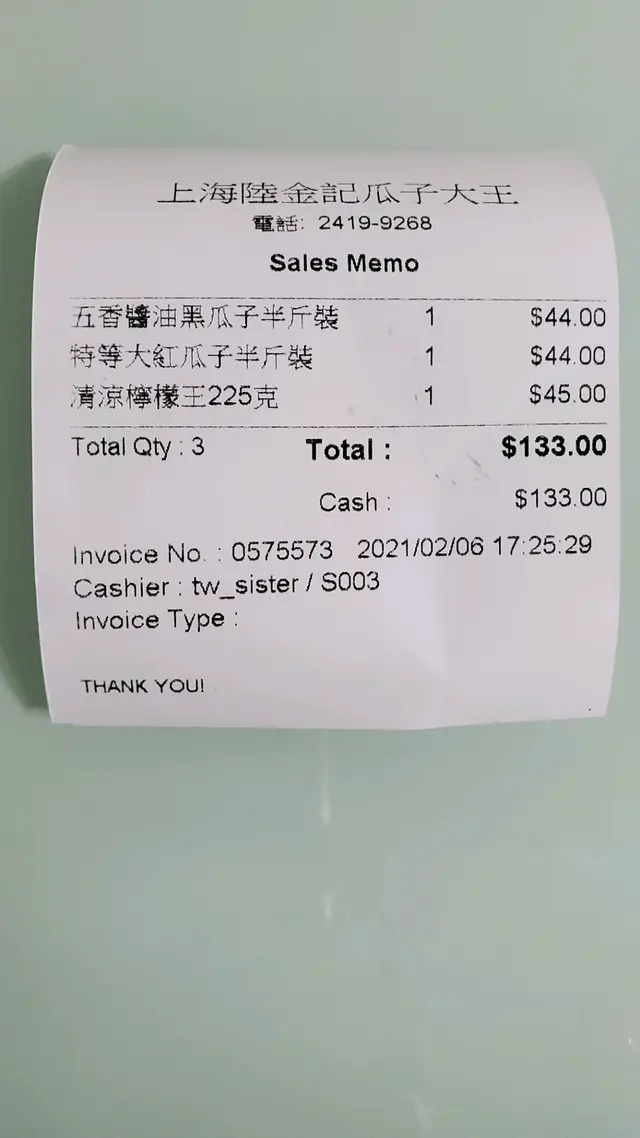 上海陸金記瓜子大王
電話: 2419-9268
Sales Memo
五香醬油黑瓜子半斤裝 1 $44.00
特等大紅瓜子半斤裝 1 $44.00
清涼檸檬王225克 1 $45.00
Total Qty : 3 Total : $133.00
Cash : $133.00
Invoice No. : 0575573 2021/02/06 17:25:29
Cashier : tw_sister / S003
Invoice Type :
THANK YOU!